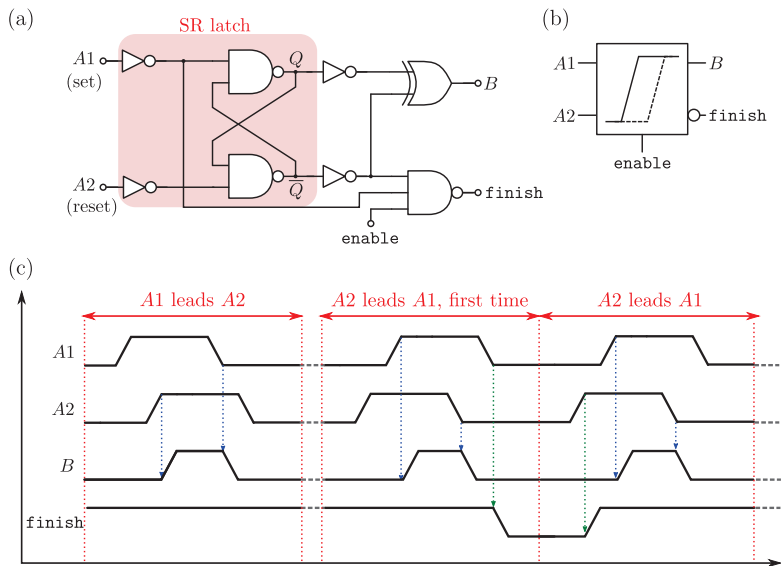 (a)
SR latch
A1
(set)
Q
B
A2
(reset)
Q̅
finish
enable
(b)
A1
B
A2
finish
enable
(c)
A1 leads A2
A2 leads A1, first time
A2 leads A1
A1
A2
B
finish